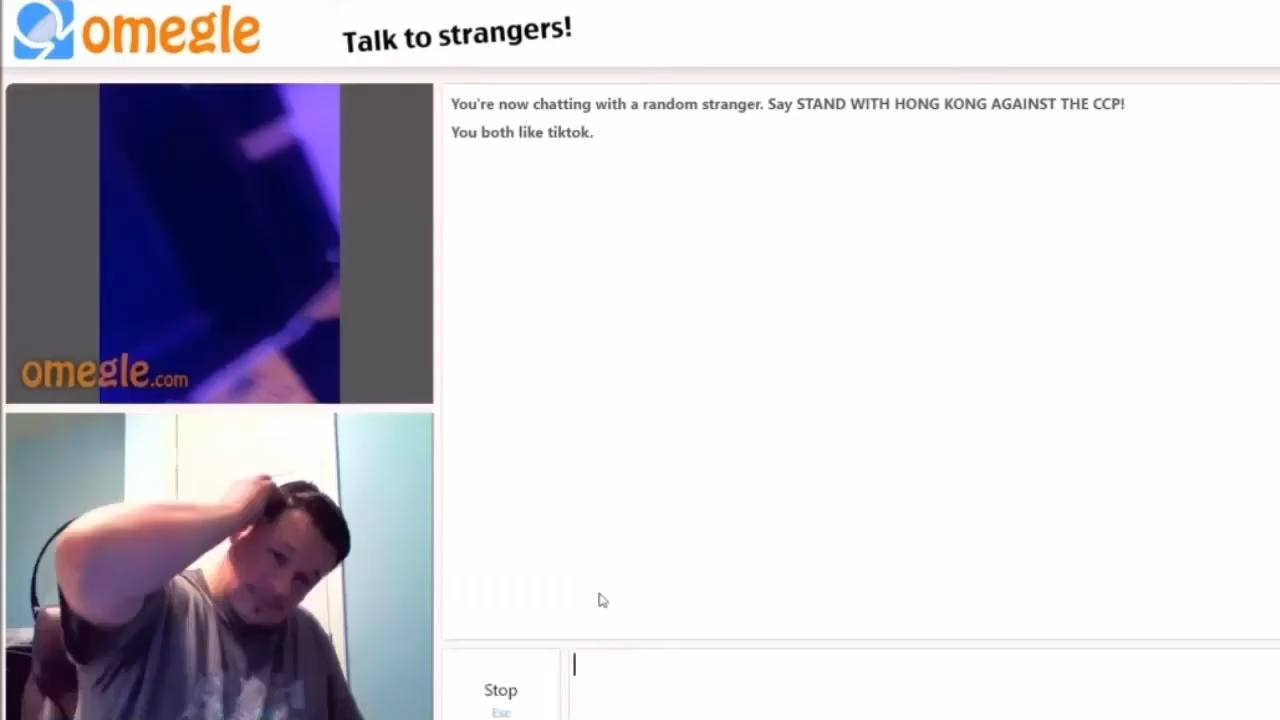 omegle
Talk to strangers!
You're now chatting with a random stranger. Say STAND WITH HONG KONG AGAINST THE CCP!
You both like tiktok.
omegle.com
Stop
Esc